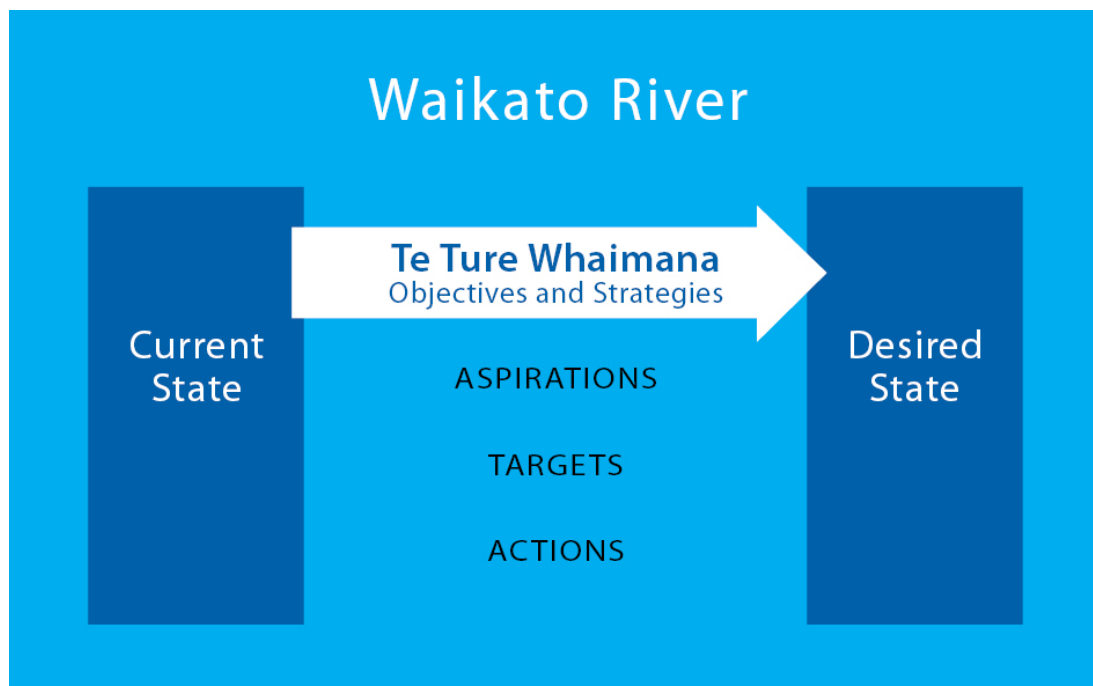 Waikato River
Te Ture Whaimana
Objectives and Strategies
Current
State
ASPIRATIONS
TARGETS
ACTIONS
Desired
State